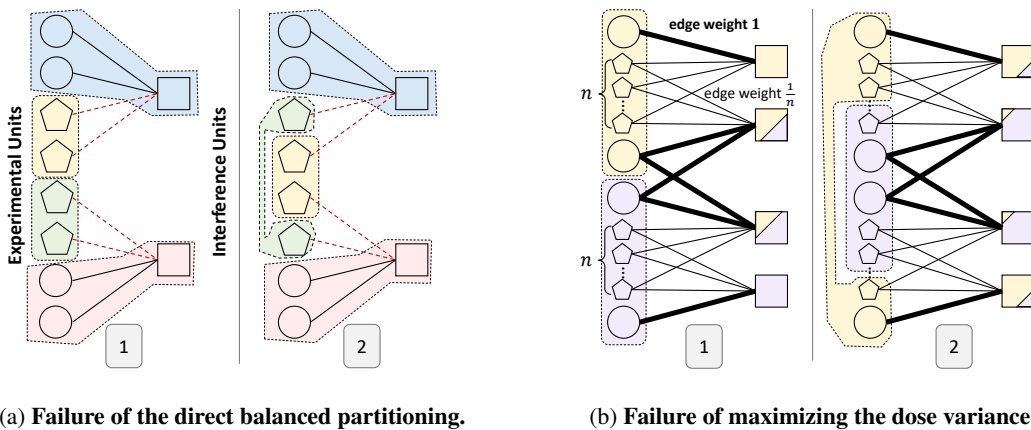 Experimental Units
Interference Units
1
2
edge weight 1
edge weight 1/n
n
n
1
2
(a) Failure of the direct balanced partitioning.
(b) Failure of maximizing the dose variance